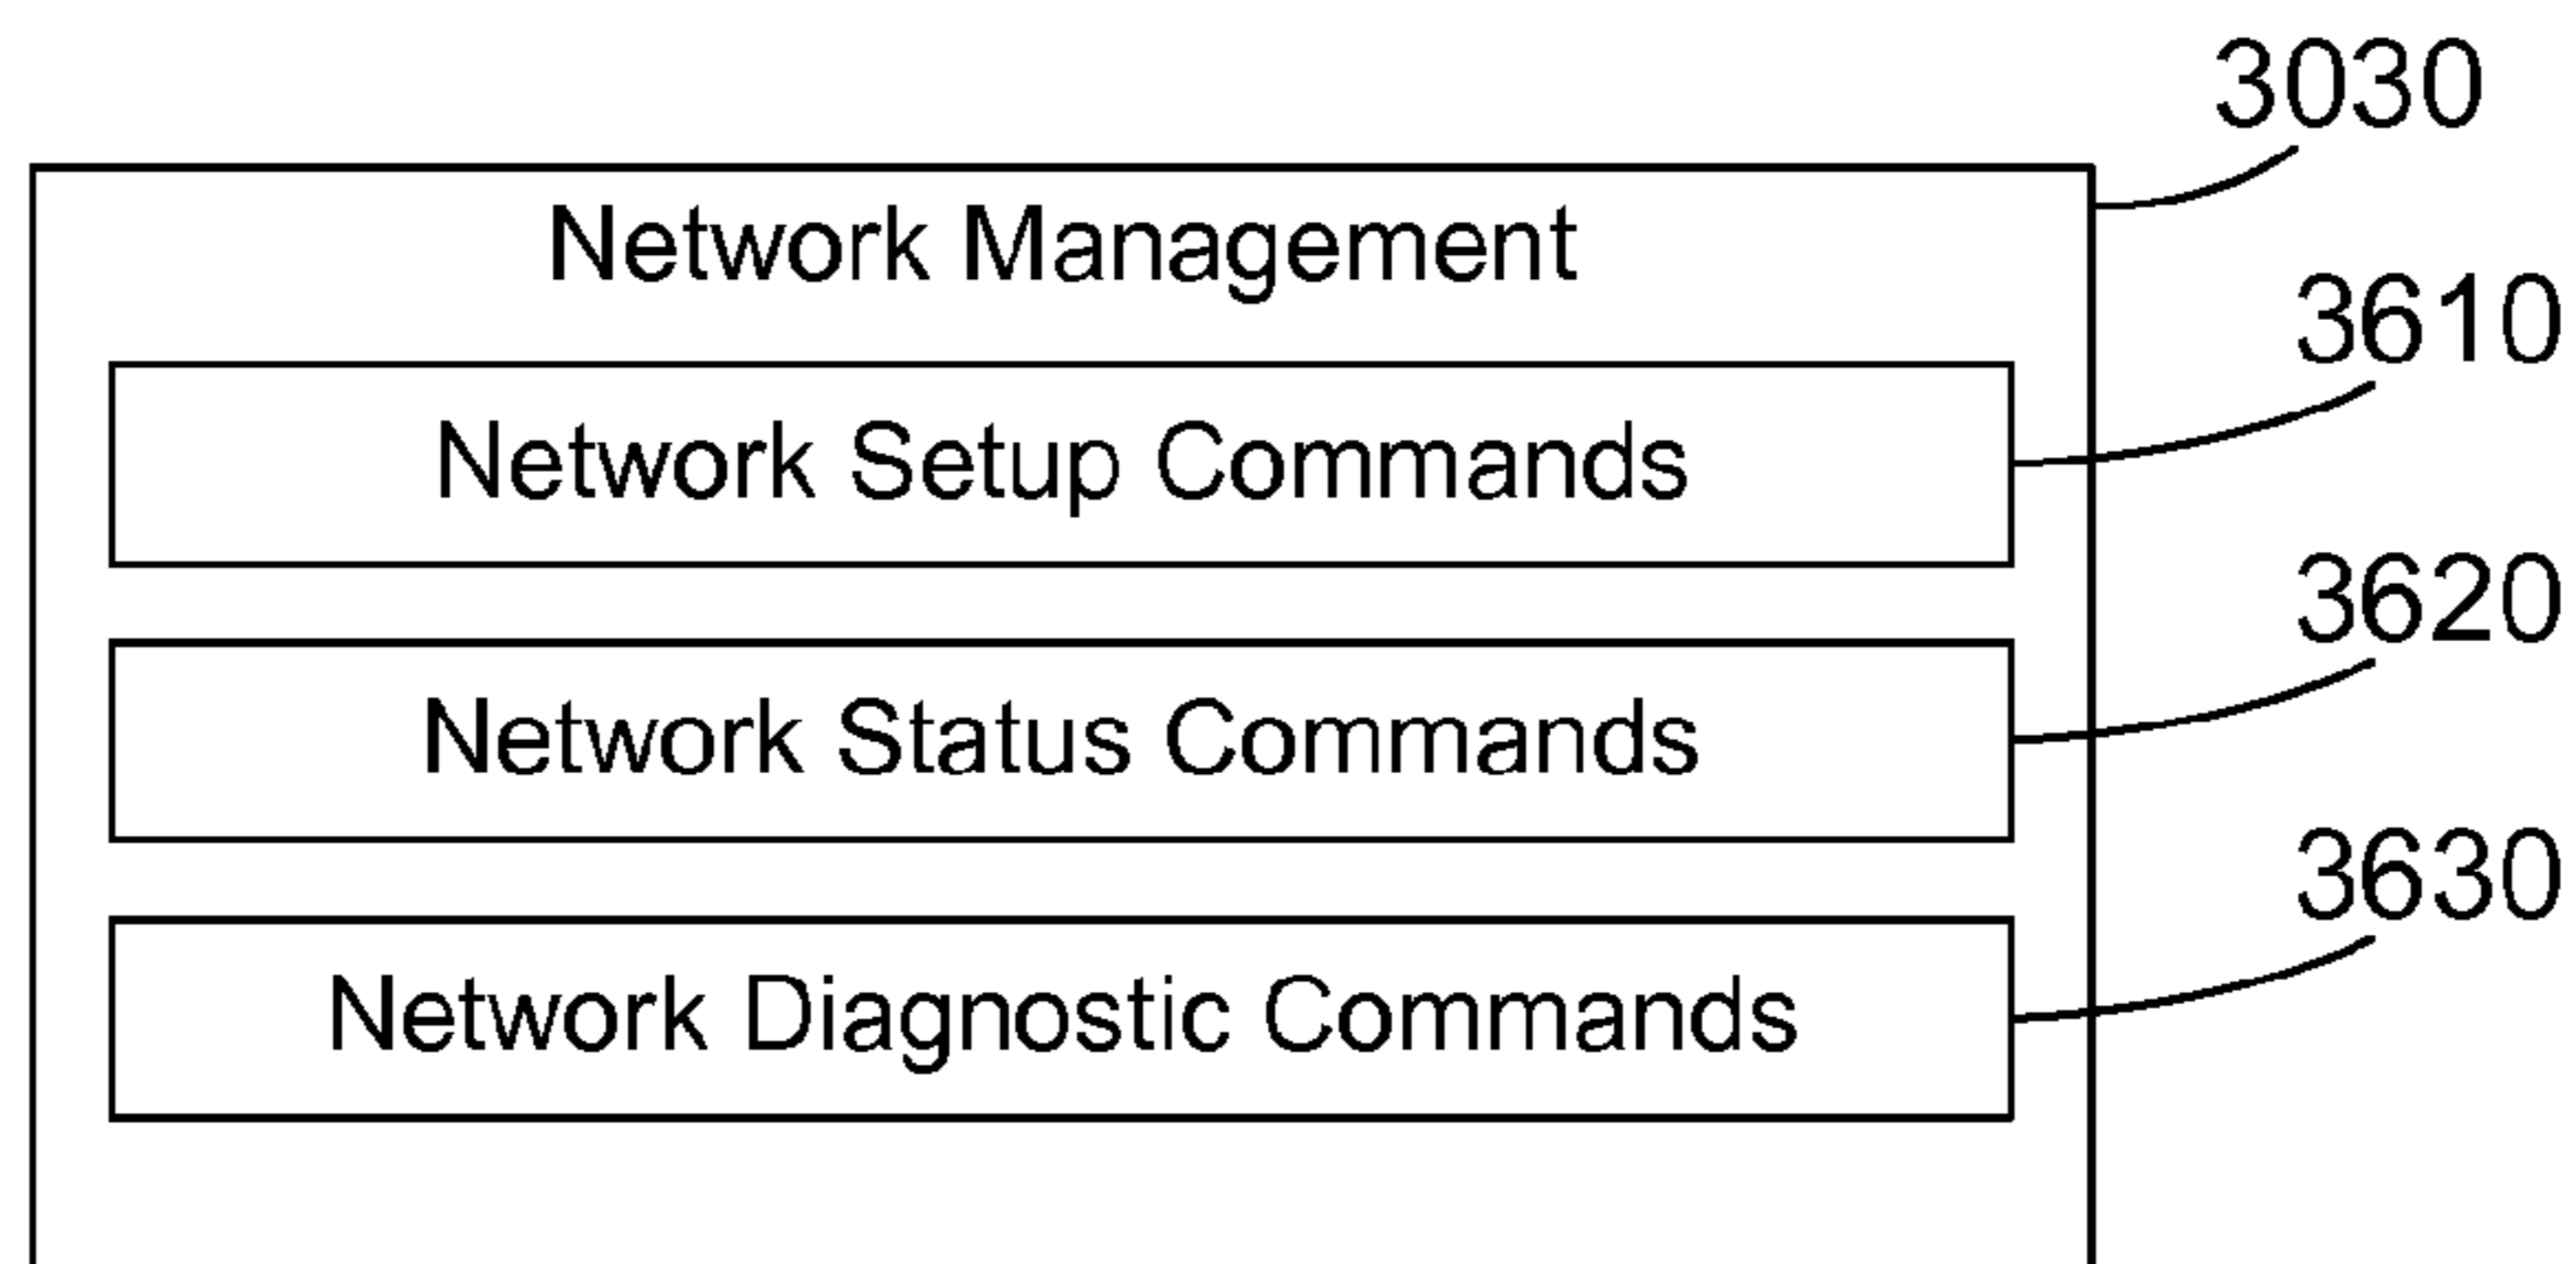 3030
Network Management
3610
Network Setup Commands
3620
Network Status Commands
3630
Network Diagnostic Commands